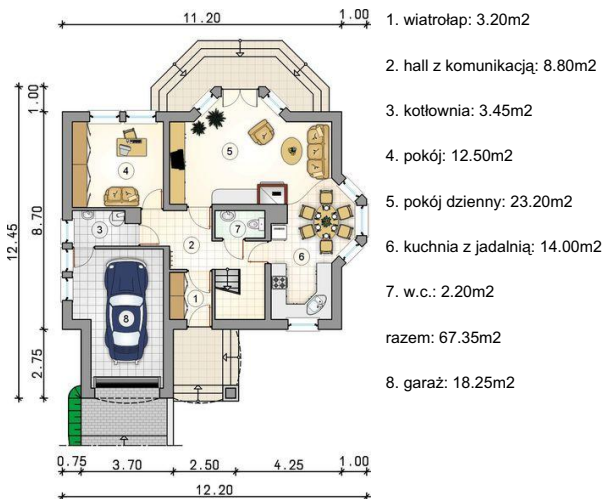 11.20
1.00
1. wiatrołap: 3.20m2
2. hall z komunikacją: 8.80m2
3. kotłownia: 3.45m2
4. pokój: 12.50m2
5. pokój dzienny: 23.20m2
6. kuchnia z jadalnią: 14.00m2
7. w.c.: 2.20m2
razem: 67.35m2
8. garaż: 18.25m2
1.00
8.70
12.45
2.75
4
5
3
7
2
6
1
8
0.75
3.70
2.50
4.25
1.00
12.20